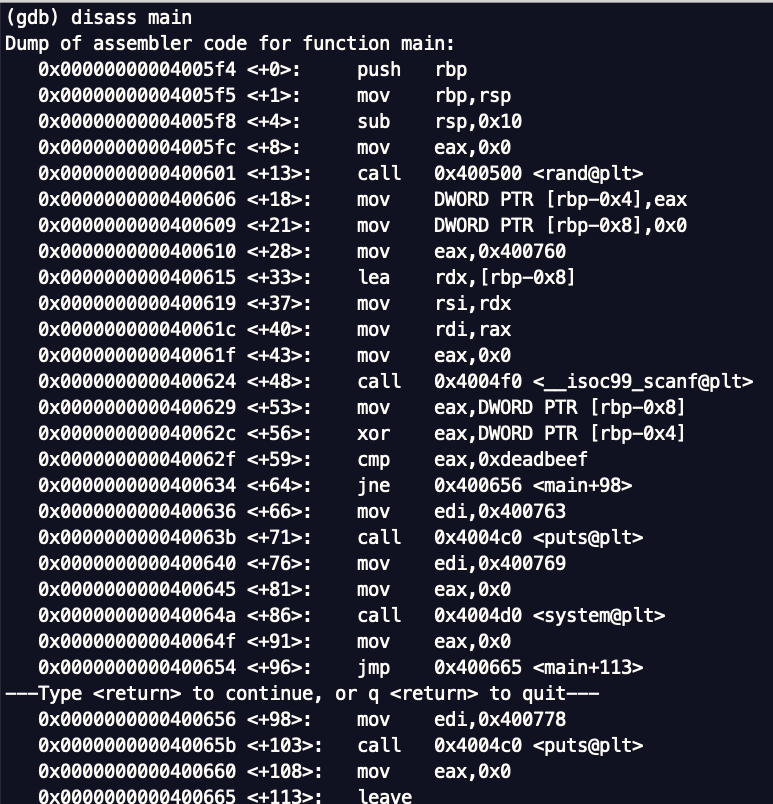 (gdb) disass main
Dump of assembler code for function main:
   0x00000000004005f4 <+0>:     push   rbp
   0x00000000004005f5 <+1>:     mov    rbp,rsp
   0x00000000004005f8 <+4>:     sub    rsp,0x10
   0x00000000004005fc <+8>:     mov    eax,0x0
   0x0000000000400601 <+13>:    call   0x400500 <rand@plt>
   0x0000000000400606 <+18>:    mov    DWORD PTR [rbp-0x4],eax
   0x0000000000400609 <+21>:    mov    DWORD PTR [rbp-0x8],0x0
   0x0000000000400610 <+28>:    mov    eax,0x400760
   0x0000000000400615 <+33>:    lea    rdx,[rbp-0x8]
   0x0000000000400619 <+37>:    mov    rsi,rdx
   0x000000000040061c <+40>:    mov    rdi,rax
   0x000000000040061f <+43>:    mov    eax,0x0
   0x0000000000400624 <+48>:    call   0x4004f0 <__isoc99_scanf@plt>
   0x0000000000400629 <+53>:    mov    eax,DWORD PTR [rbp-0x8]
   0x000000000040062c <+56>:    xor    eax,DWORD PTR [rbp-0x4]
   0x000000000040062f <+59>:    cmp    eax,0xdeadbeef
   0x0000000000400634 <+64>:    jne    0x400656 <main+98>
   0x0000000000400636 <+66>:    mov    edi,0x400763
   0x000000000040063b <+71>:    call   0x4004c0 <puts@plt>
   0x0000000000400640 <+76>:    mov    edi,0x400769
   0x0000000000400645 <+81>:    mov    eax,0x0
   0x000000000040064a <+86>:    call   0x4004d0 <system@plt>
   0x000000000040064f <+91>:    mov    eax,0x0
   0x0000000000400654 <+96>:    jmp    0x400665 <main+113>
---Type <return> to continue, or q <return> to quit---
   0x0000000000400656 <+98>:    mov    edi,0x400778
   0x000000000040065b <+103>:   call   0x4004c0 <puts@plt>
   0x0000000000400660 <+108>:   mov    eax,0x0
   0x0000000000400665 <+113>:   leave